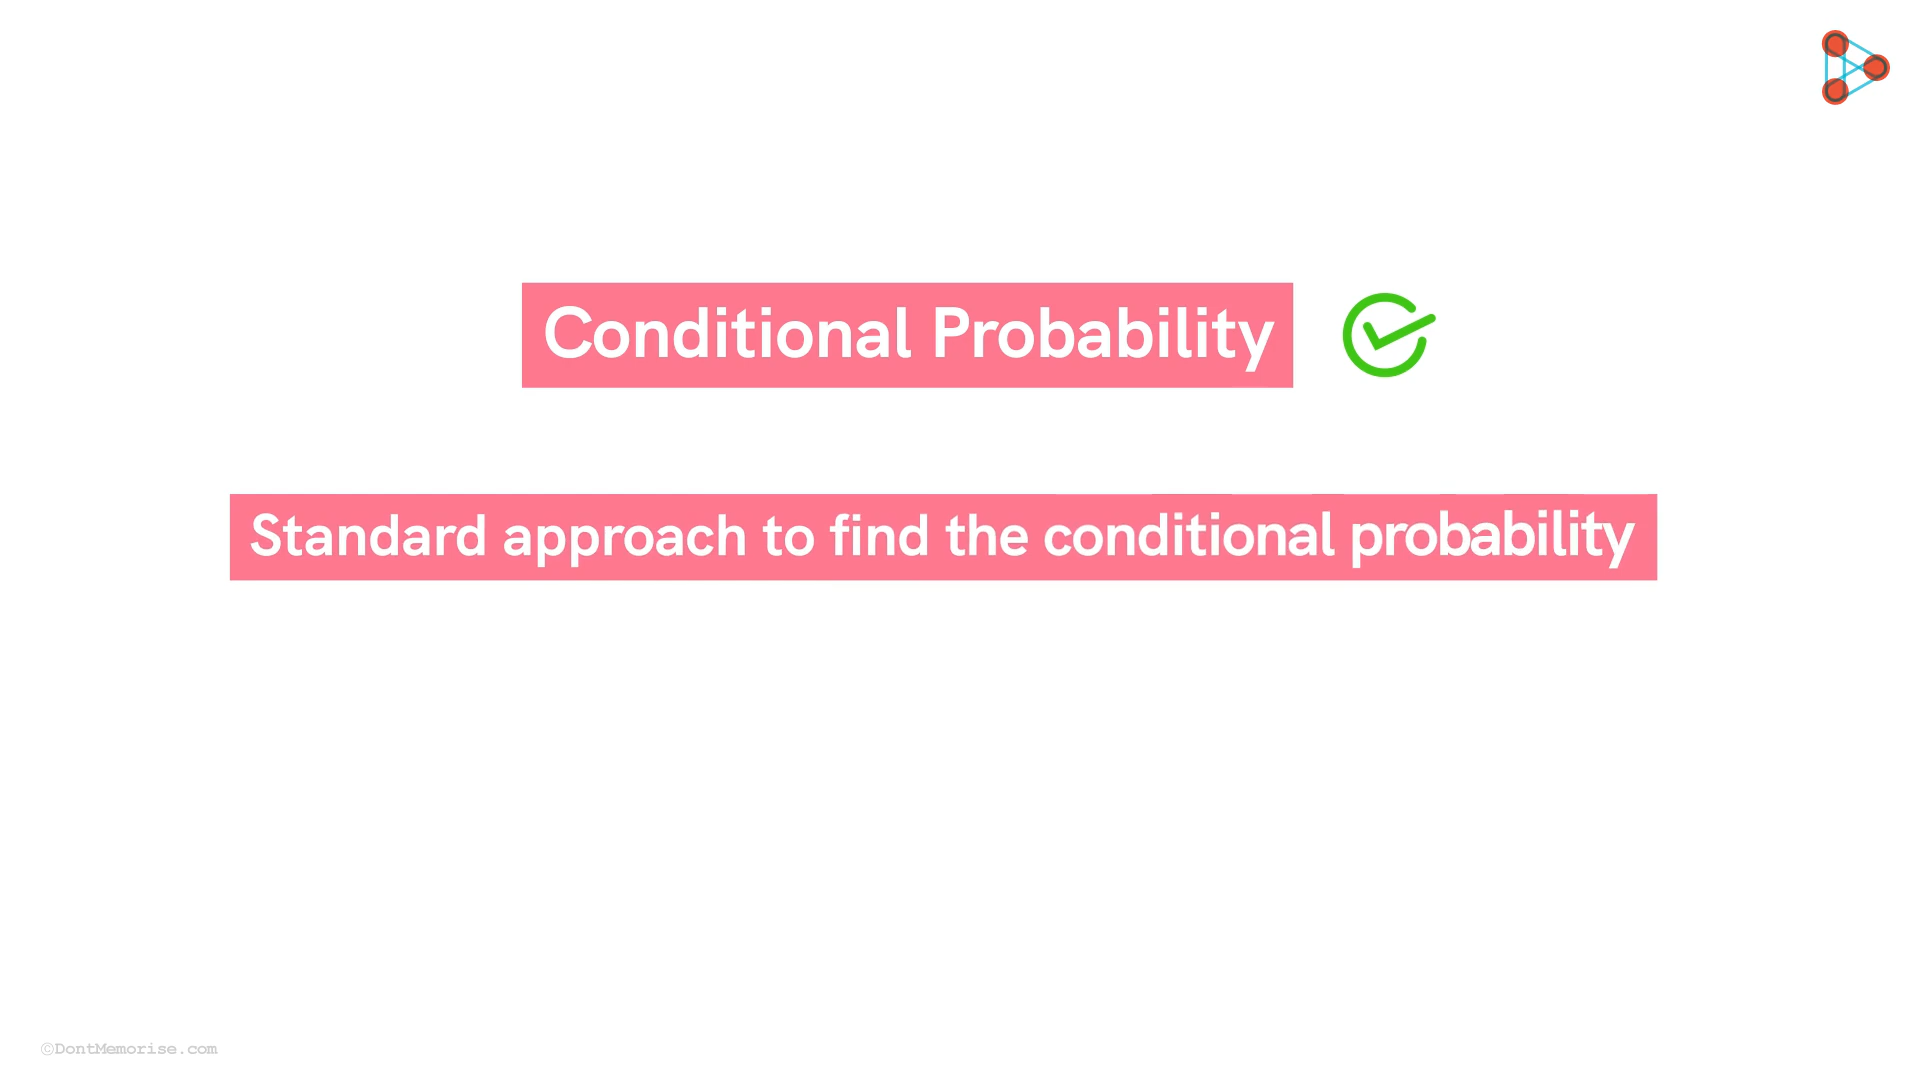 Conditional Probability
Standard approach to find the conditional probability
©DontMemorise.com